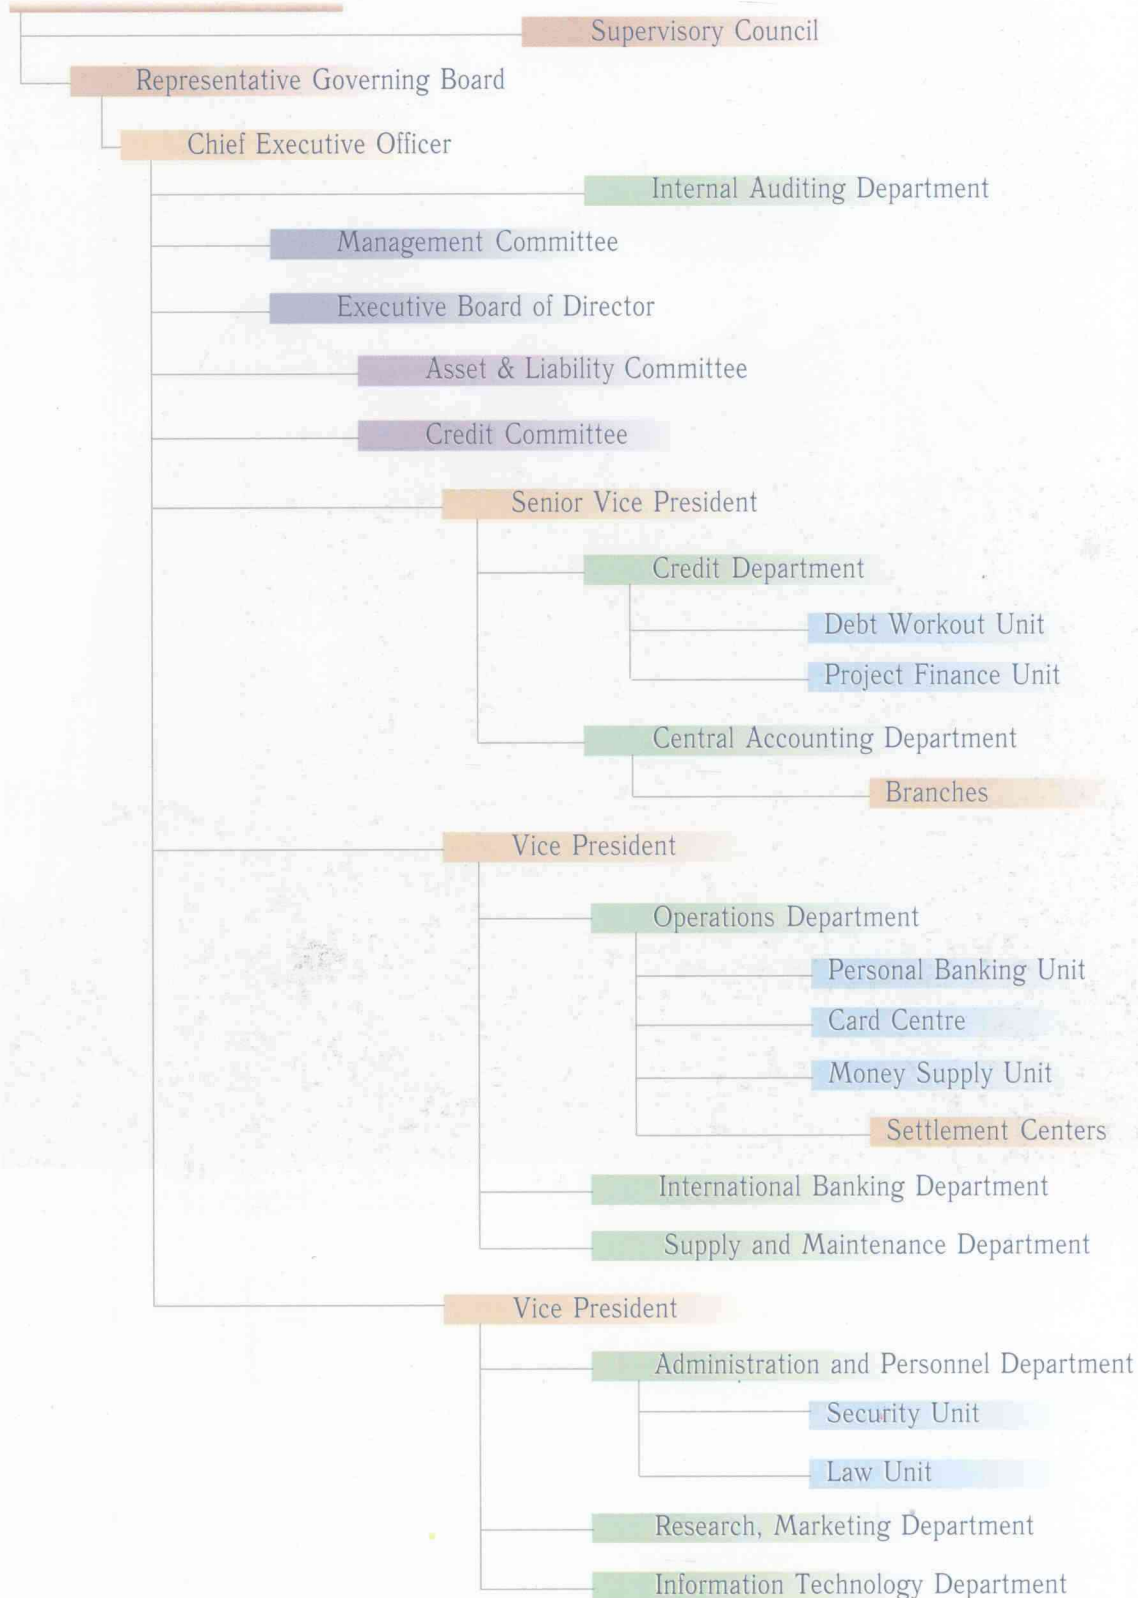 Supervisory Council
Representative Governing Board
Chief Executive Officer
Internal Auditing Department
Management Committee
Executive Board of Director
Asset & Liability Committee
Credit Committee
Senior Vice President
Credit Department
Debt Workout Unit
Project Finance Unit
Central Accounting Department
Branches
Vice President
Operations Department
Personal Banking Unit
Card Centre
Money Supply Unit
Settlement Centers
International Banking Department
Supply and Maintenance Department
Vice President
Administration and Personnel Department
Security Unit
Law Unit
Research, Marketing Department
Information Technology Department